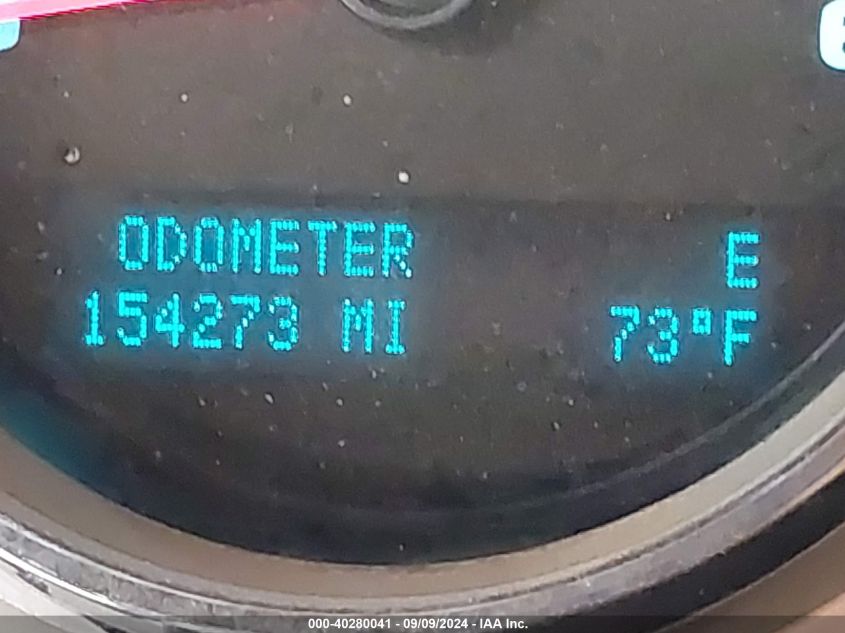 ODOMETER E
154273 MI 73°F
000-40280041 - 09/09/2024 - IAA Inc.